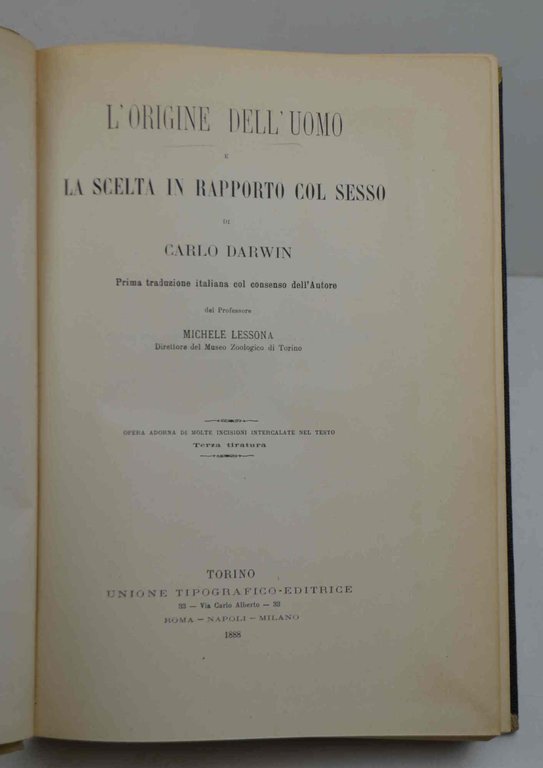 L'ORIGINE DELL'UOMO
E
LA SCELTA IN RAPPORTO COL SESSO
DI
CARLO DARWIN
Prima traduzione italiana col consenso dell'Autore
del Professore
MICHELE LESSONA
Direttore del Museo Zoologico di Torino
OPERA ADORNA DI MOLTE INCISIONI INTERCALATE NEL TESTO
Terza tiratura
TORINO
UNIONE TIPOGRAFICO-EDITRICE
33 — Via Carlo Alberto — 33
ROMA — NAPOLI — MILANO
1888